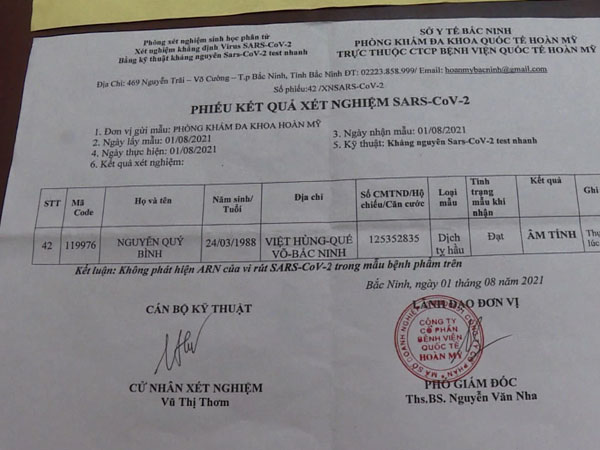 Phòng xét nghiệm sinh học phân tử
Xét nghiệm kháng định Virus SARS-CoV-2
Bằng kỹ thuật kháng nguyên Sars-CoV-2 test nhanh
SỞ Y TẾ BẮC NINH
PHÒNG KHÁM ĐA KHOA QUỐC TẾ HOÀN MỸ
TRỰC THUỘC CTCP BỆNH VIỆN QUỐC TẾ HOÀN MỸ
Địa Chỉ: 469 Nguyễn Trãi – Võ Cường – T.p Bắc Ninh, Tỉnh Bắc Ninh ĐT: 02223.858.999/ Email: hoanmybacninh@gmail.com
Số phiếu:42 /XNSARS-CoV-2
PHIẾU KẾT QUẢ XÉT NGHIỆM SARS-CoV-2
1. Đơn vị gửi mẫu: PHÒNG KHÁM ĐA KHOA HOÀN MỸ
2. Ngày lấy mẫu: 01/08/2021
3. Ngày nhận mẫu: 01/08/2021
4. Ngày thực hiện: 01/08/2021
5. Kỹ thuật: Kháng nguyên Sars-CoV-2 test nhanh
6. Kết quả xét nghiệm:
STT Mã Code Họ và tên Năm sinh/ Tuổi Địa chỉ Số CMTND/Hộ chiếu/Căn cước Loại mẫu Tình trạng mẫu khi nhận Kết quả Ghi
42 119976 NGUYỄN QUÝ BÌNH 24/03/1988 VIỆT HÙNG-QUẾ VÕ-BẮC NINH 125352835 Dịch tỵ hầu Đạt ÂM TÍNH lúc
Kết luận: Không phát hiện ARN của vi rút SARS-CoV-2 trong mẫu bệnh phẩm trên
Bắc Ninh, ngày 01 tháng 08 năm 2021
CÁN BỘ KỸ THUẬT
LÃNH ĐẠO ĐƠN VỊ
CÔNG TY
CỔ PHẦN
BỆNH VIỆN
QUỐC TẾ
HOÀN MỸ
CỬ NHÂN XÉT NGHIỆM
Vũ Thị Thơm
PHÓ GIÁM ĐỐC
Ths.BS. Nguyễn Văn Nha